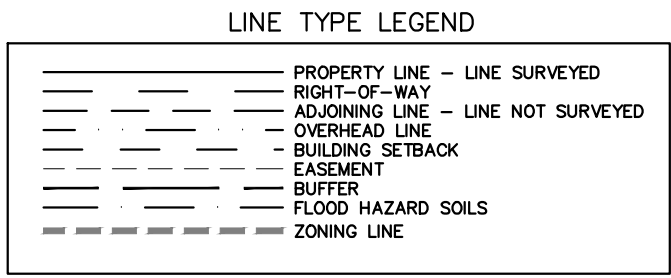 LINE TYPE LEGEND
PROPERTY LINE – LINE SURVEYED
RIGHT–OF–WAY
ADJOINING LINE – LINE NOT SURVEYED
OVERHEAD LINE
BUILDING SETBACK
EASEMENT
BUFFER
FLOOD HAZARD SOILS
ZONING LINE